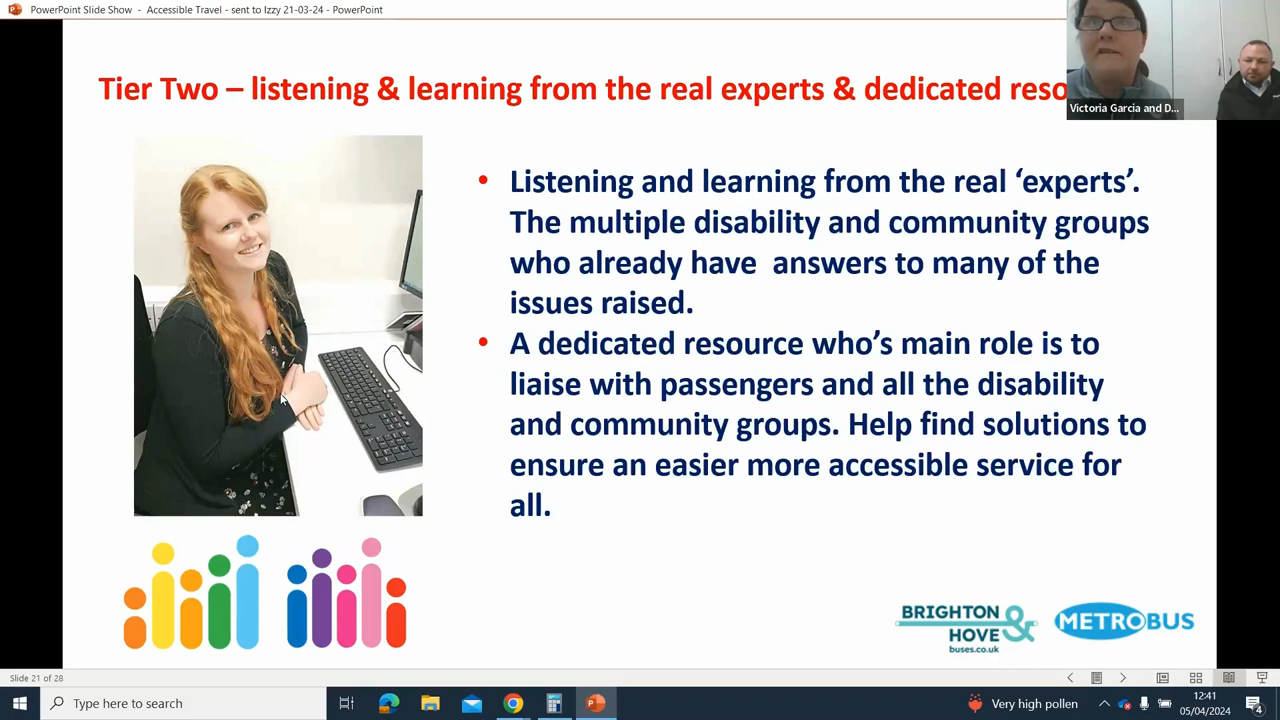 PowerPoint Slide Show - Accessible Travel - sent to Izzy 21-03-24 - PowerPoint
Tier Two – listening & learning from the real experts & dedicated reso
Victoria Garcia and D...
• Listening and learning from the real ‘experts’.
The multiple disability and community groups
who already have answers to many of the
issues raised.
• A dedicated resource who’s main role is to
liaise with passengers and all the disability
and community groups. Help find solutions to
ensure an easier more accessible service for
all.
BRIGHTON
& HOVE
buses.co.uk
METROBUS
Slide 21 of 28
Type here to search
Very high pollen
12:41
05/04/2024
4